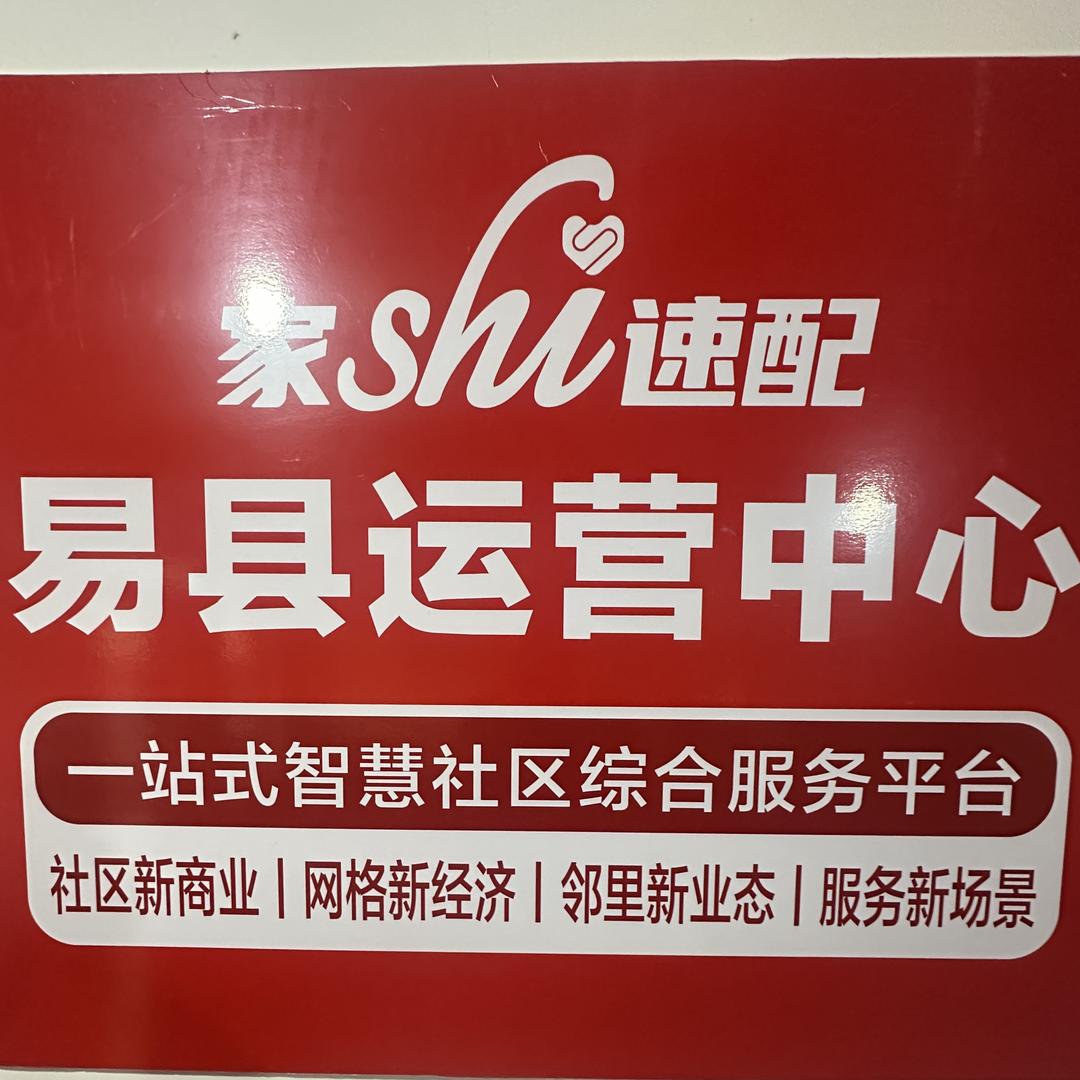 家shi速配
易县运营中心
一站式智慧社区综合服务平台
社区新商业|网格新经济|邻里新业态|服务新场景